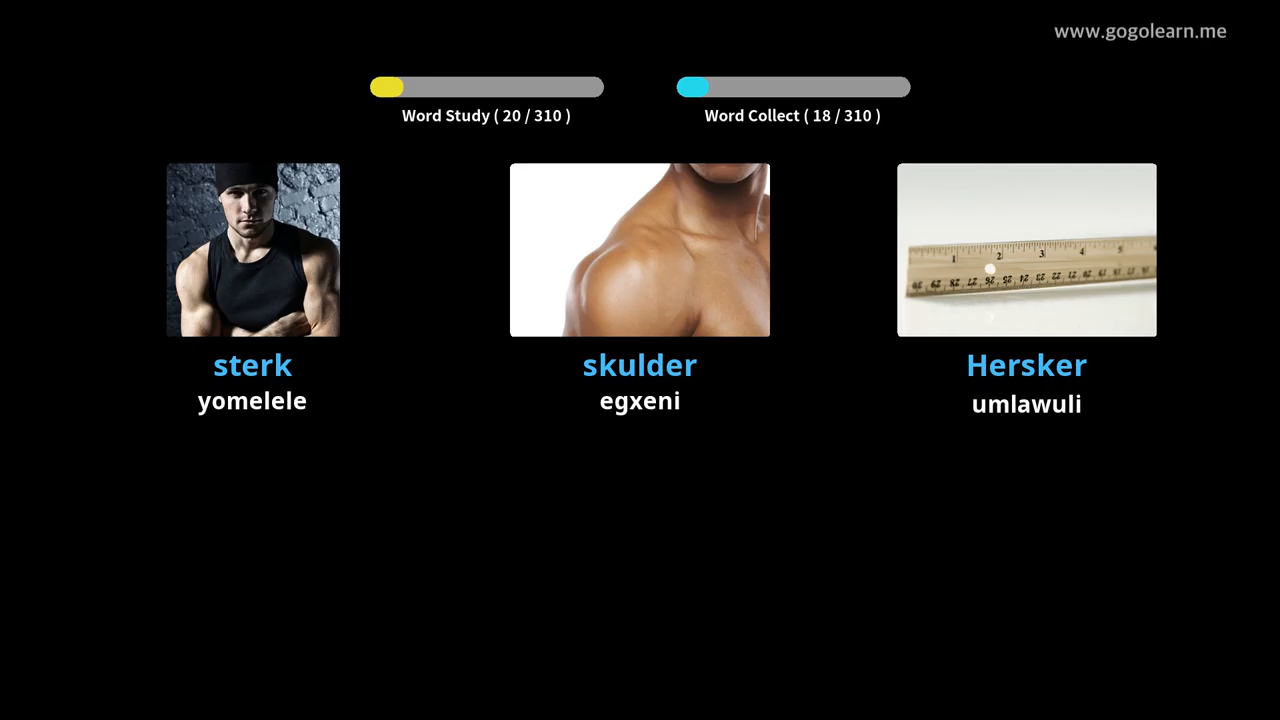 www.gogolearn.me
Word Study ( 20 / 310 )
Word Collect ( 18 / 310 )
sterk
yomelele
skulder
egxeni
Hersker
umlawuli